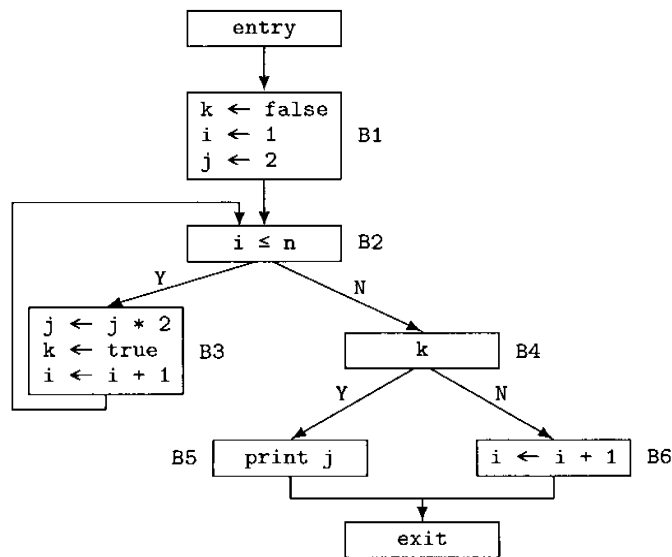 entry
k ← false
i ← 1
j ← 2
B1
i ≤ n
B2
Y
N
j ← j * 2
k ← true
i ← i + 1
B3
k
B4
Y
N
B5
print j
i ← i + 1
B6
exit